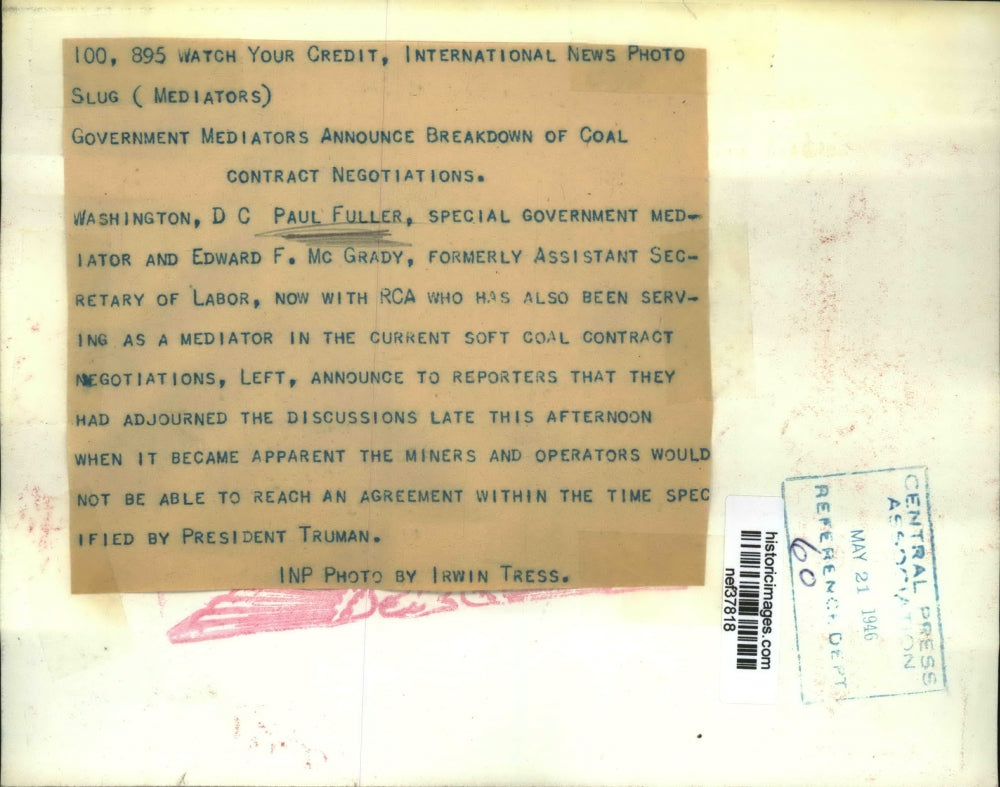 100, 895 WATCH YOUR CREDIT, INTERNATIONAL NEWS PHOTO
SLUG ( MEDIATORS)
GOVERNMENT MEDIATORS ANNOUNCE BREAKDOWN OF COAL
CONTRACT NEGOTIATIONS.
WASHINGTON, D C PAUL FULLER, SPECIAL GOVERNMENT MED-
IATOR AND EDWARD F. MC GRADY, FORMERLY ASSISTANT SEC-
RETARY OF LABOR, NOW WITH RCA WHO HAS ALSO BEEN SERV-
ING AS A MEDIATOR IN THE CURRENT SOFT COAL CONTRACT
NEGOTIATIONS, LEFT, ANNOUNCE TO REPORTERS THAT THEY
HAD ADJOURNED THE DISCUSSIONS LATE THIS AFTERNOON
WHEN IT BECAME APPARENT THE MINERS AND OPERATORS WOULD
NOT BE ABLE TO REACH AN AGREEMENT WITHIN THE TIME SPEC
IFIED BY PRESIDENT TRUMAN.
INP PHOTO BY IRWIN TRESS.
historicimages.com
nef37818
CENTRAL PRESS
ASSOCIATION
MAY 21 1946
REFERENCE DEPT
60